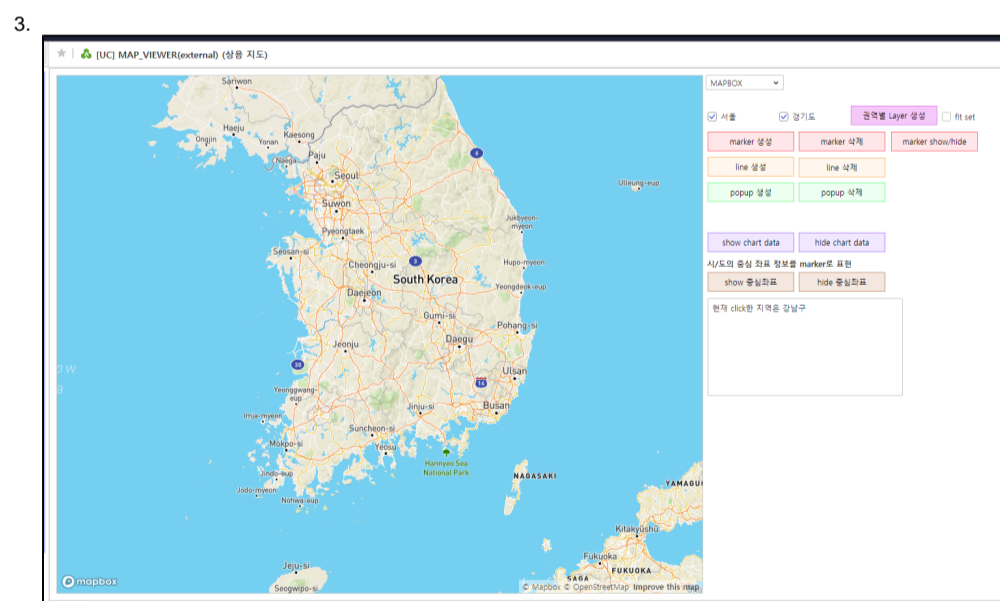 3.
[UC] MAP_VIEWER(external) (상용 지도)
MAPBOX
서울 경기도 권역별 Layer 생성 fit set
marker 생성 marker 삭제 marker show/hide
line 생성 line 삭제
popup 생성 popup 삭제
show chart data hide chart data
시/도의 중심 좌표 정보를 marker로 표현
show 중심좌표 hide 중심좌표
현재 click한 지역은 강남구
Sariwon
Haeju
Ongjin
Yonan
Kaesong
Naega
Paju
Seoul
Suwon
Pyeongtaek
Seosan-si
Cheongju-si
Daejeon
South Korea
6
3
Ulleung-eup
Jukbyeon-
myeon
Hupo-myeon
Yeongdeok-eup
Gumi-si
Pohang-si
Daegu
Jeonju
30
14
Ulsan
Yeonggwang-
eup
Imja-myeon
Jinju-si
Busan
Suncheon-si
Mokpo-si
Yeosu
Hannyeo Sea
National Park
Jindo-eup
Jodo-myeon
Nohwa-eup
NAGASAKI
YAMAGU
Kitakyūshū
Fukuoka
FUKUOKA
SAGA
Jeju-si
Seogwipo-si
ow
a
mapbox
© Mapbox © OpenStreetMap Improve this map